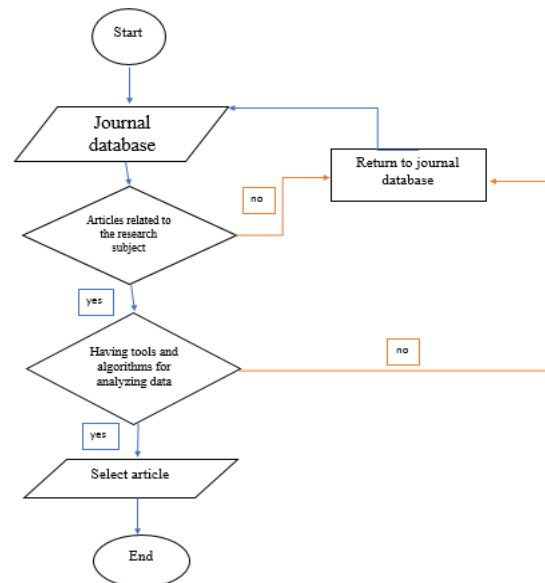 Start
Journal
database
Return to journal
database
Articles related to
the research
subject
no
yes
Having tools and
algorithms for
analyzing data
no
yes
Select article
End